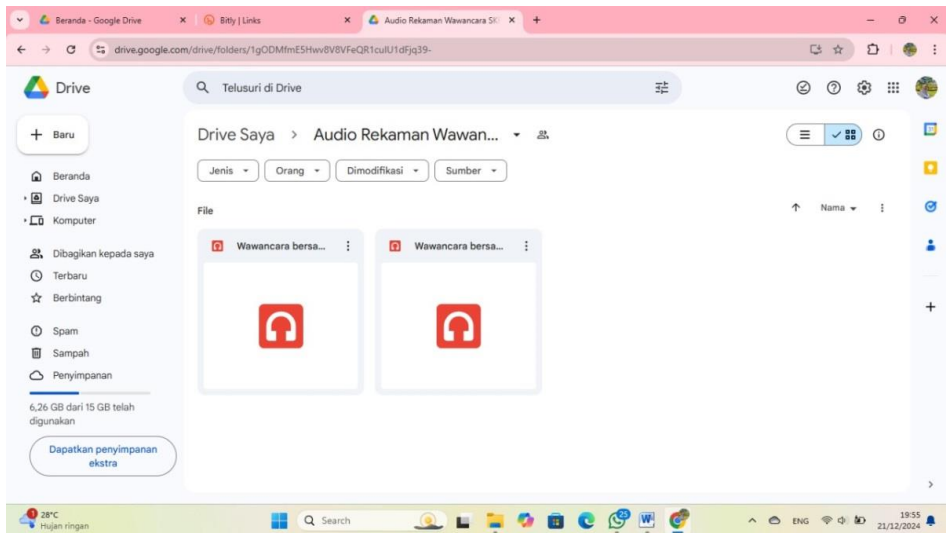 Beranda - Google Drive
Bitly | Links
Audio Rekaman Wawancara SK
drive.google.com/drive/folders/1gODMfmE5Hwv8V8VFeQR1culU1dFjq39-
Drive
Telusuri di Drive
Baru
Drive Saya > Audio Rekaman Wawan...
Jenis
Orang
Dimodifikasi
Sumber
Beranda
Drive Saya
Komputer
File
Nama
Dibagikan kepada saya
Terbaru
Berbintang
Wawancara bersa...
Wawancara bersa...
Spam
Sampah
Penyimpanan
6,26 GB dari 15 GB telah
digunakan
Dapatkan penyimpanan
ekstra
1
28°C
Hujan ringan
Search
25
ENG
19:55
21/12/2024